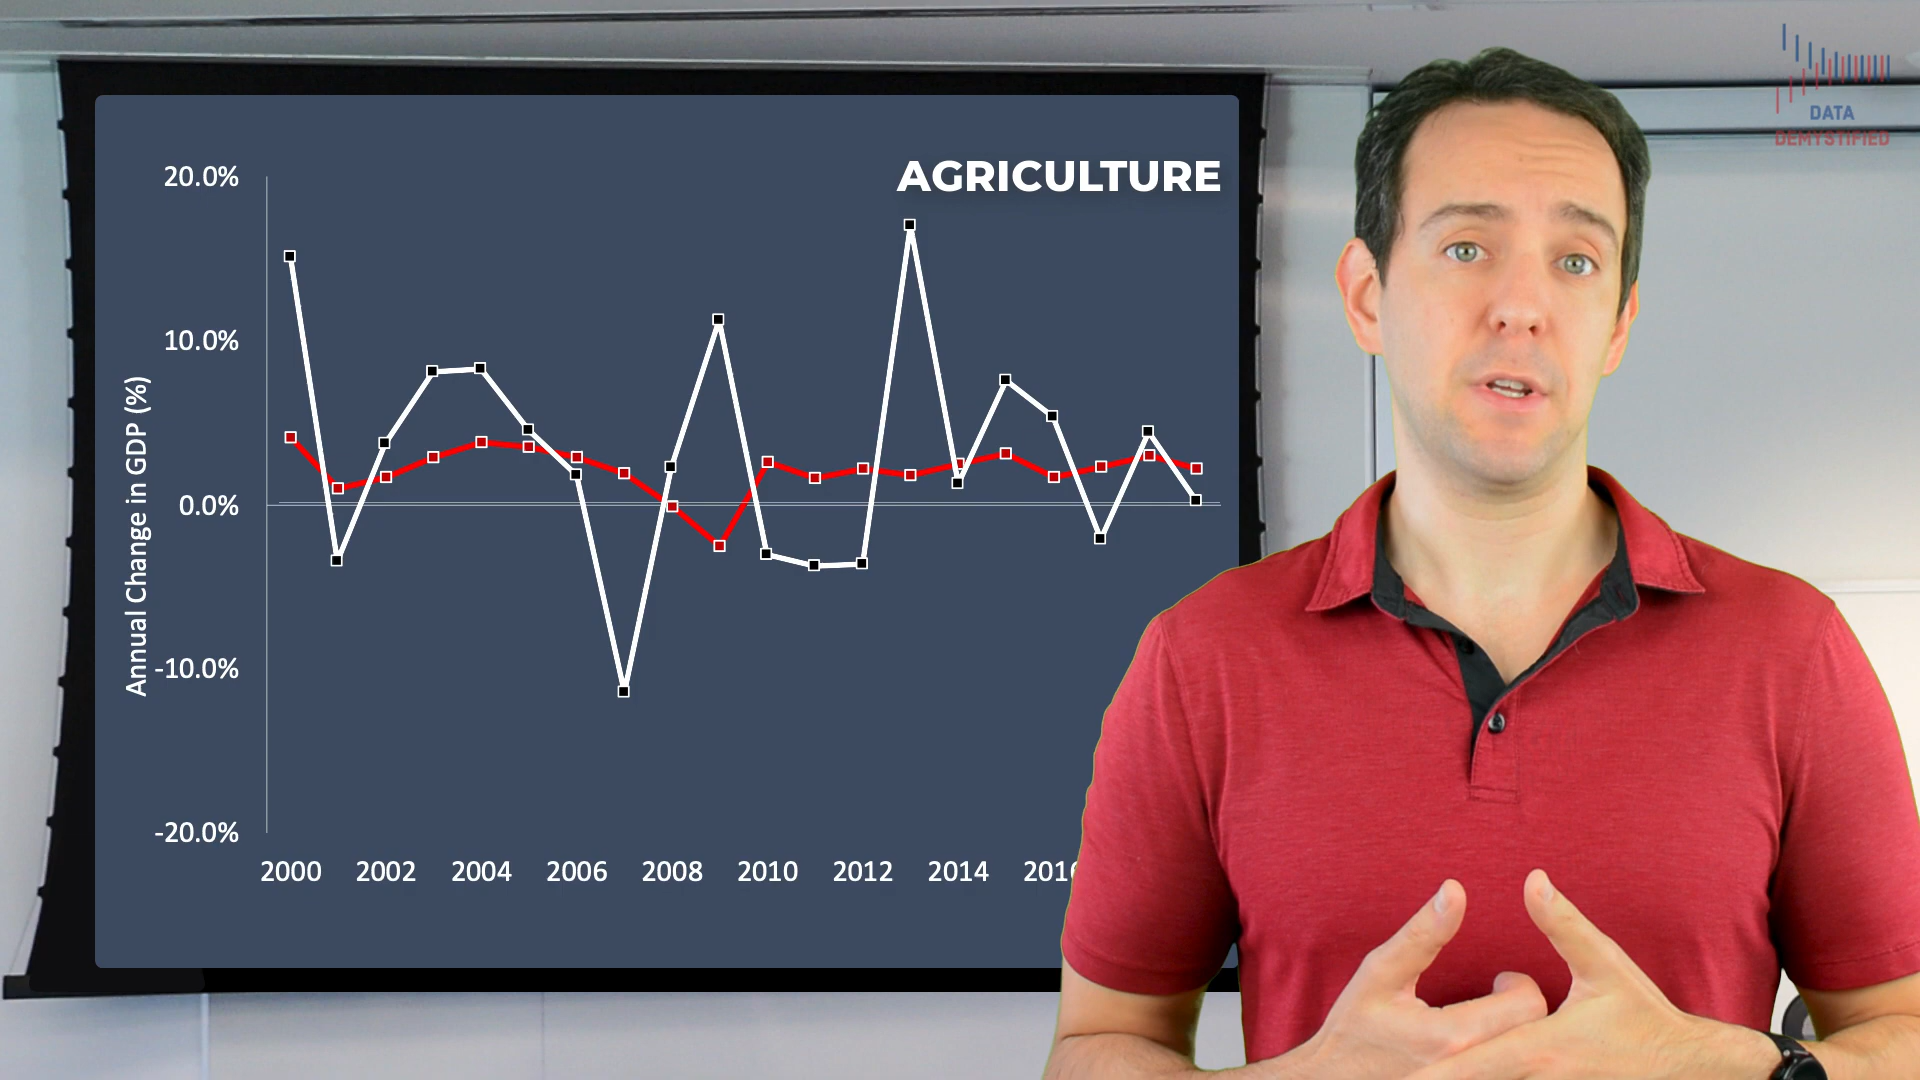 AGRICULTURE
20.0%
10.0%
0.0%
-10.0%
-20.0%
Annual Change in GDP (%)
2000 2002 2004 2006 2008 2010 2012 2014 2016
DATA
DEMYSTIFIED